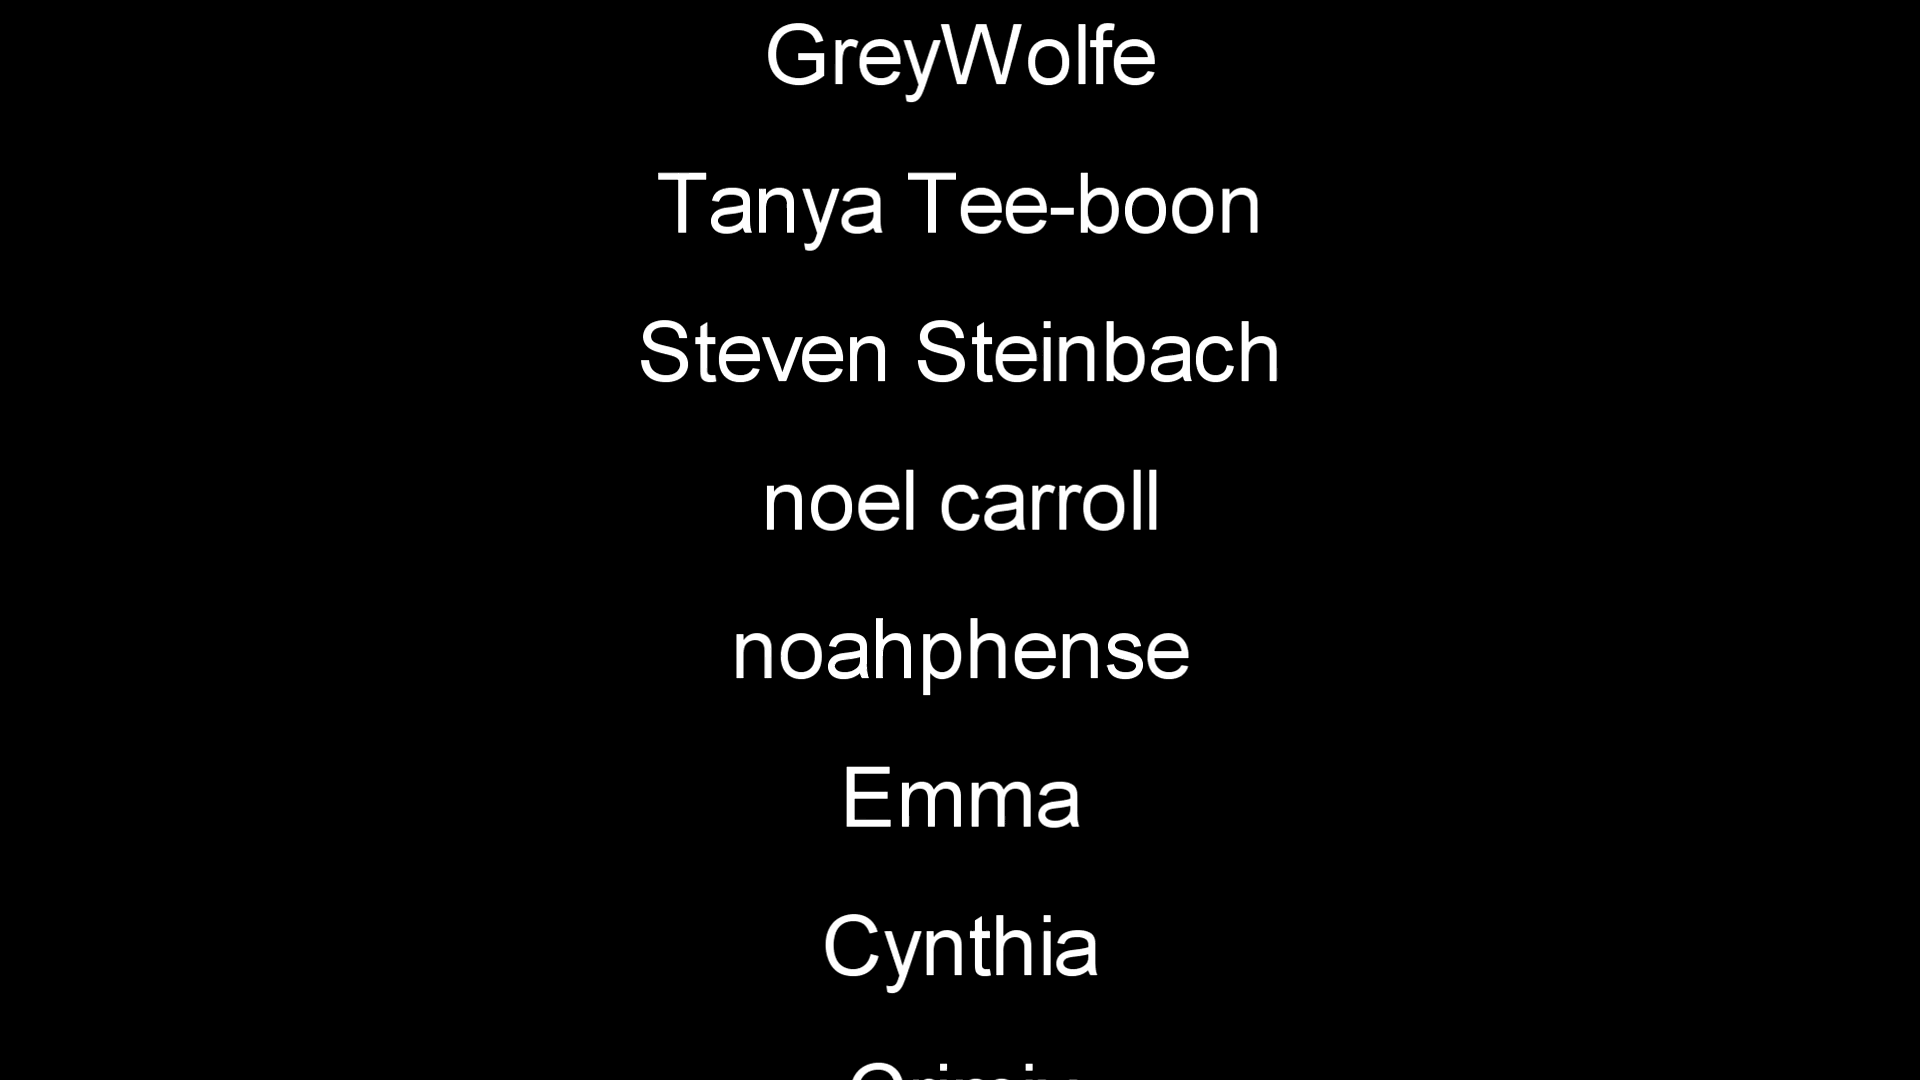 GreyWolfe
Tanya Tee-boon
Steven Steinbach
noel carroll
noahphense
Emma
Cynthia